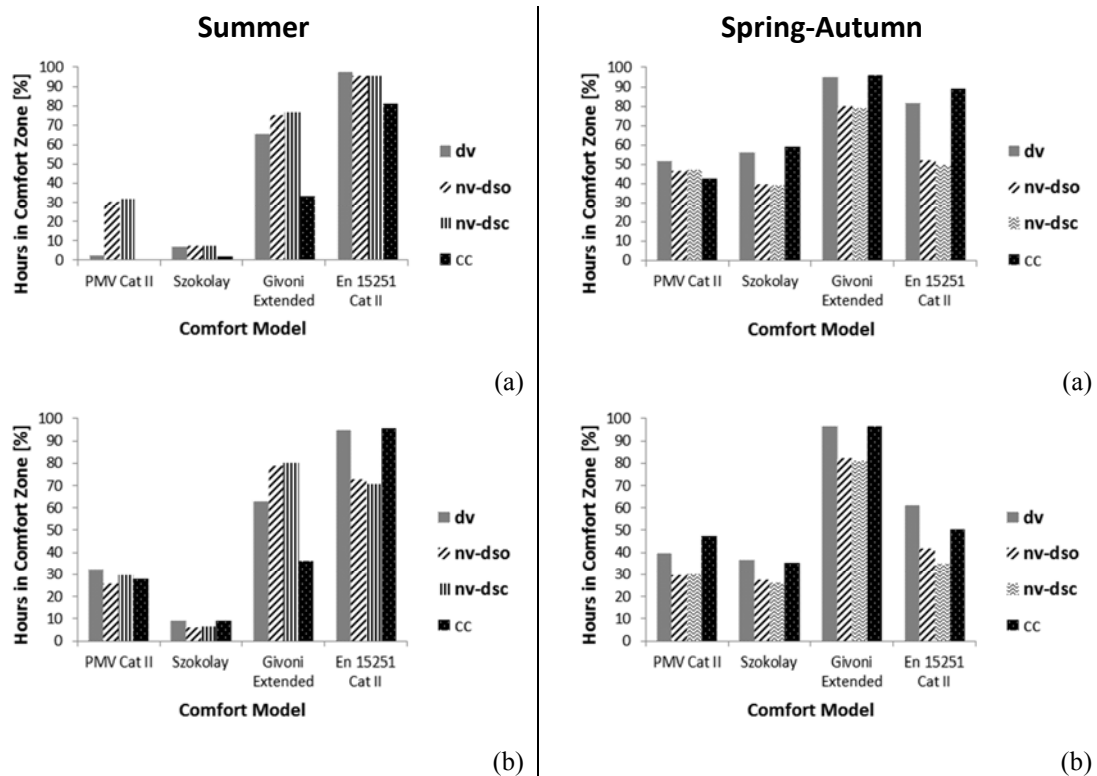 Summer
Hours in Comfort Zone [%]
100
90
80
70
60
50
40
30
20
10
0
PMV Cat II
Szokolay
Givoni
Extended
En 15251
Cat II
Comfort Model
dv
nv-dso
nv-dsc
cc
(a)
Hours in Comfort Zone [%]
100
90
80
70
60
50
40
30
20
10
0
PMV Cat II
Szokolay
Givoni
Extended
En 15251
Cat II
Comfort Model
dv
nv-dso
nv-dsc
cc
(b)
Spring-Autumn
Hours in Comfort Zone [%]
100
90
80
70
60
50
40
30
20
10
0
PMV Cat II
Szokolay
Givoni
Extended
En 15251
Cat II
Comfort Model
dv
nv-dso
nv-dsc
cc
(a)
Hours in Comfort Zone [%]
100
90
80
70
60
50
40
30
20
10
0
PMV Cat II
Szokolay
Givoni
Extended
En 15251
Cat II
Comfort Model
dv
nv-dso
nv-dsc
cc
(b)